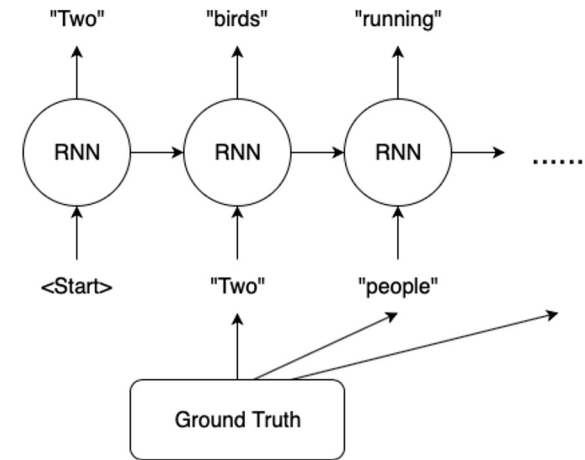 "Two" "birds" "running"
RNN RNN RNN ......
<Start> "Two" "people"
Ground Truth